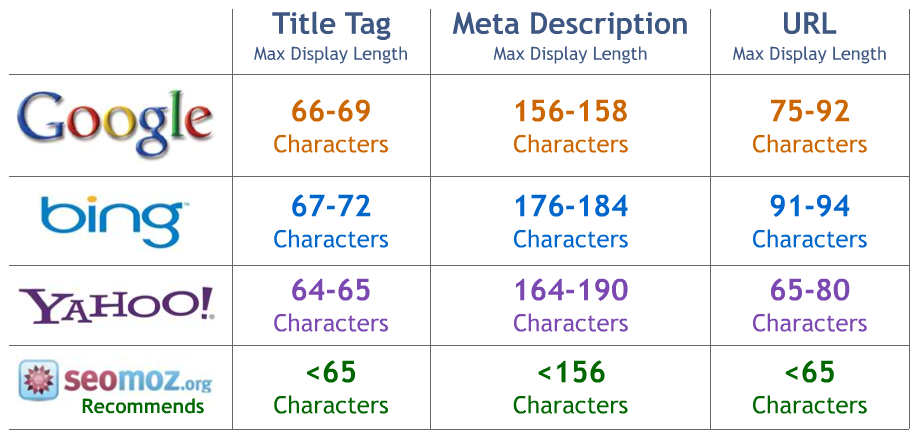 Title Tag Meta Description URL
Max Display Length Max Display Length Max Display Length
Google 66-69 156-158 75-92
Characters Characters Characters
bing™ 67-72 176-184 91-94
Characters Characters Characters
YAHOO!® 64-65 164-190 65-80
Characters Characters Characters
seomoz.org <65 <156 <65
Recommends Characters Characters Characters